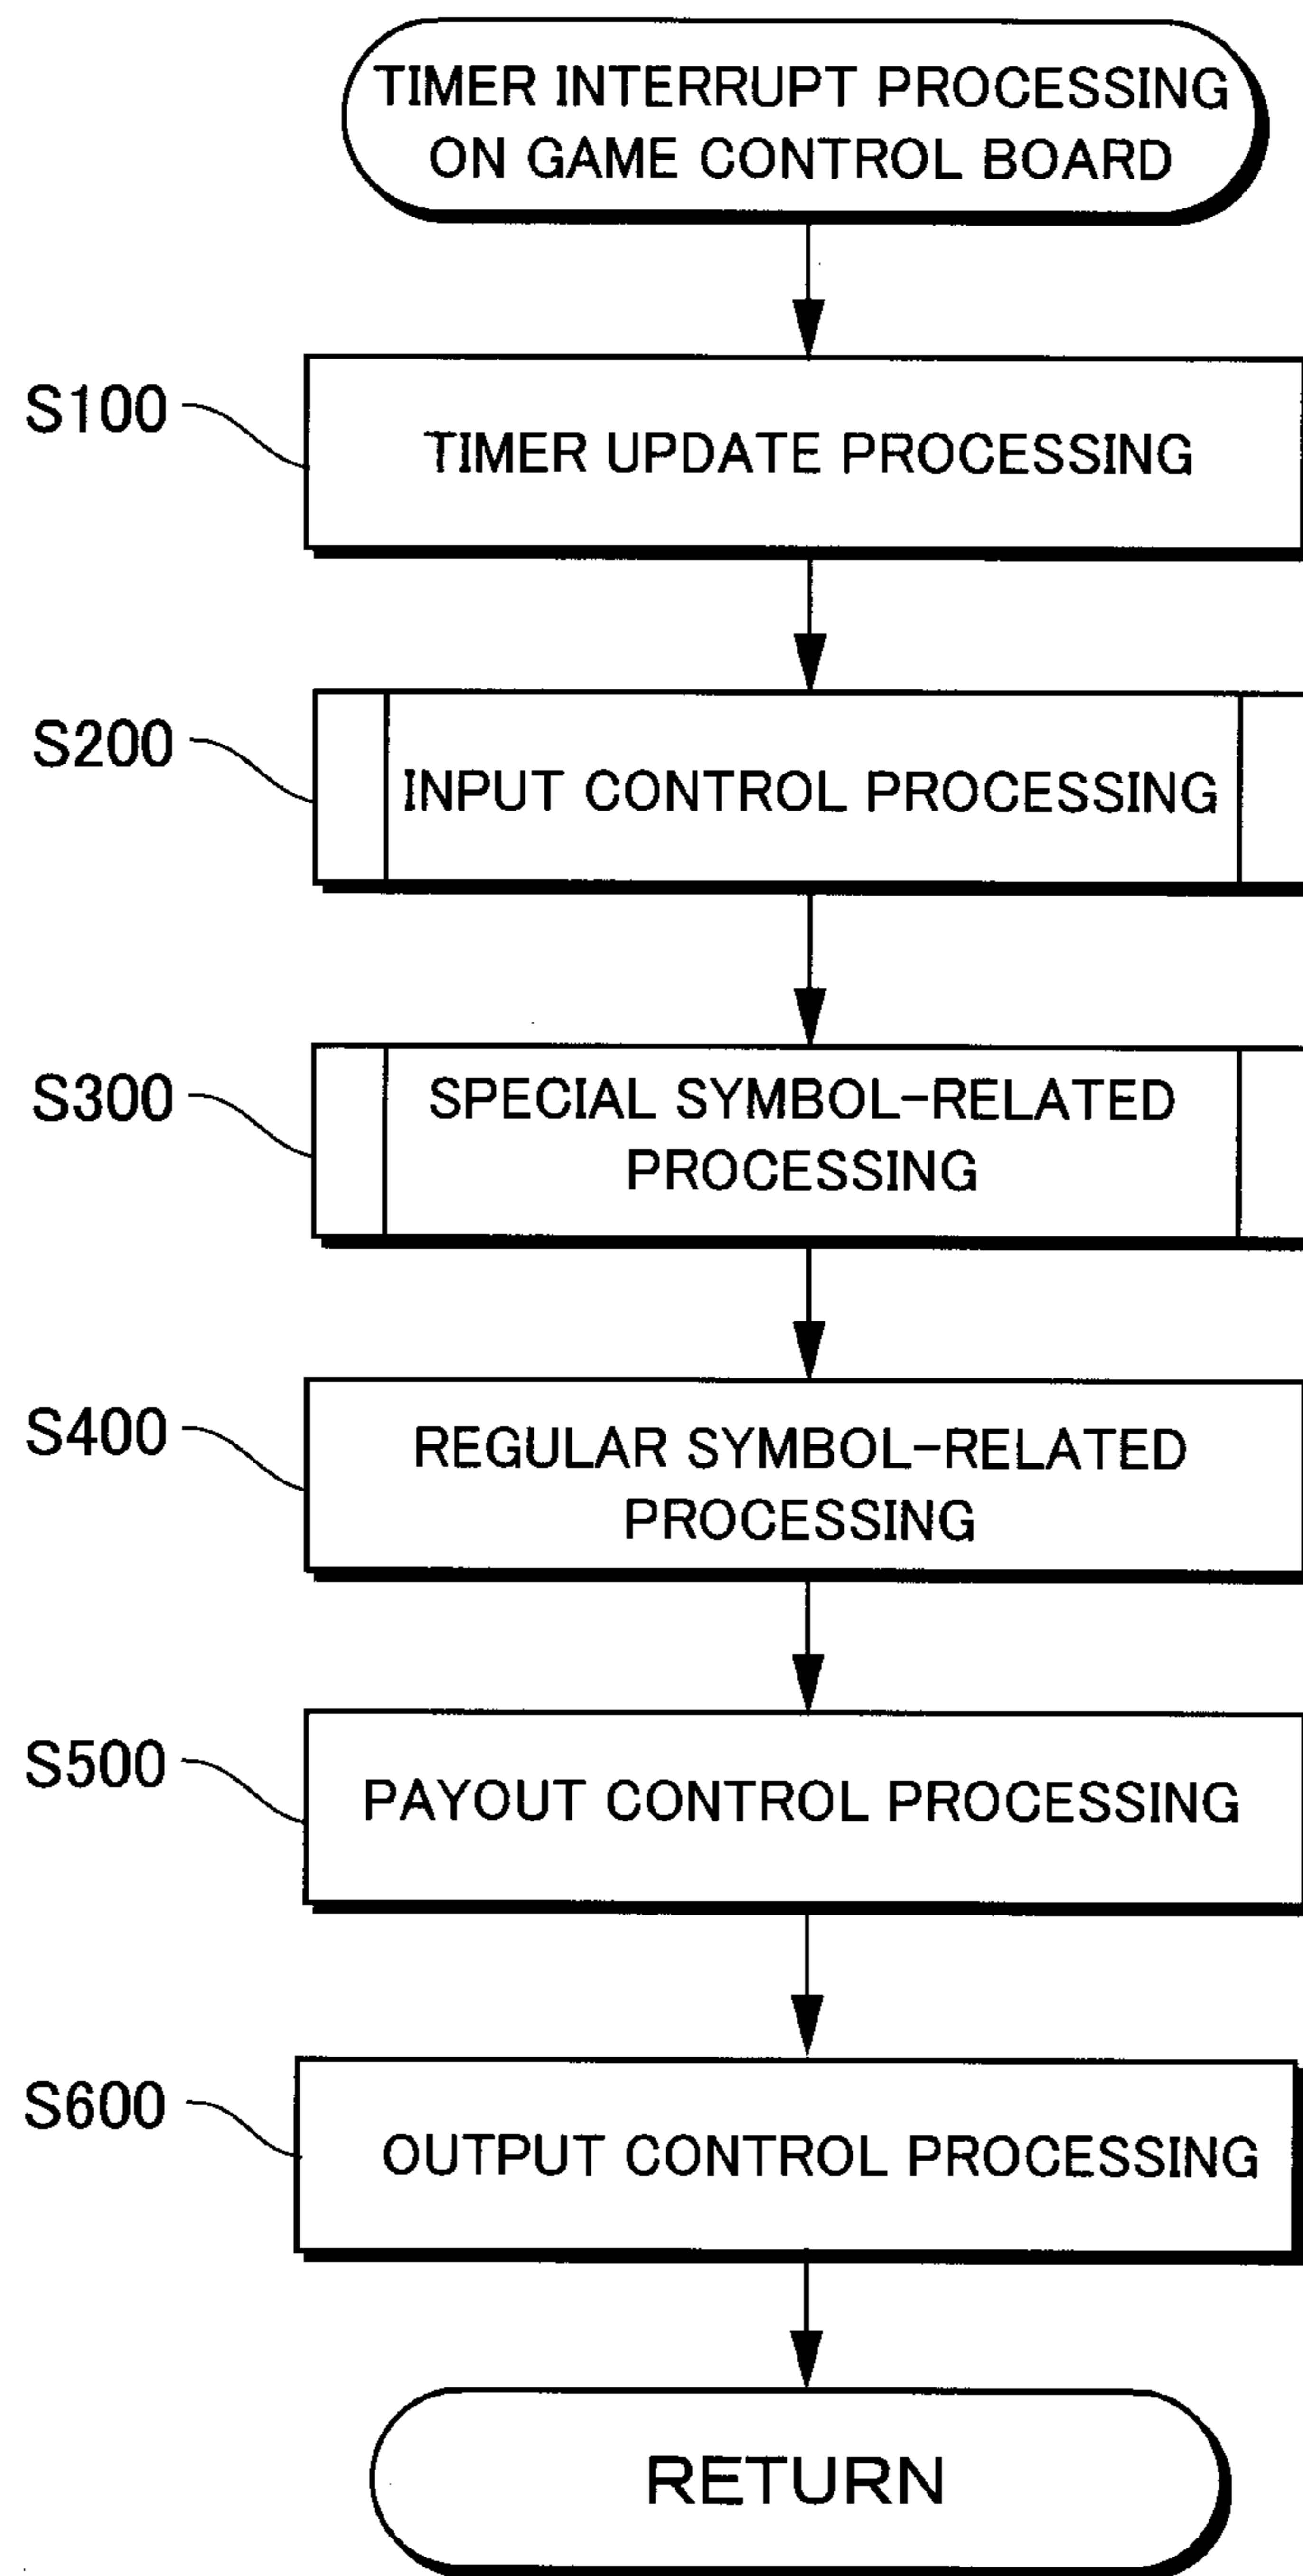 TIMER INTERRUPT PROCESSING
ON GAME CONTROL BOARD
S100
TIMER UPDATE PROCESSING
S200
INPUT CONTROL PROCESSING
S300
SPECIAL SYMBOL-RELATED
PROCESSING
S400
REGULAR SYMBOL-RELATED
PROCESSING
S500
PAYOUT CONTROL PROCESSING
S600
OUTPUT CONTROL PROCESSING
RETURN